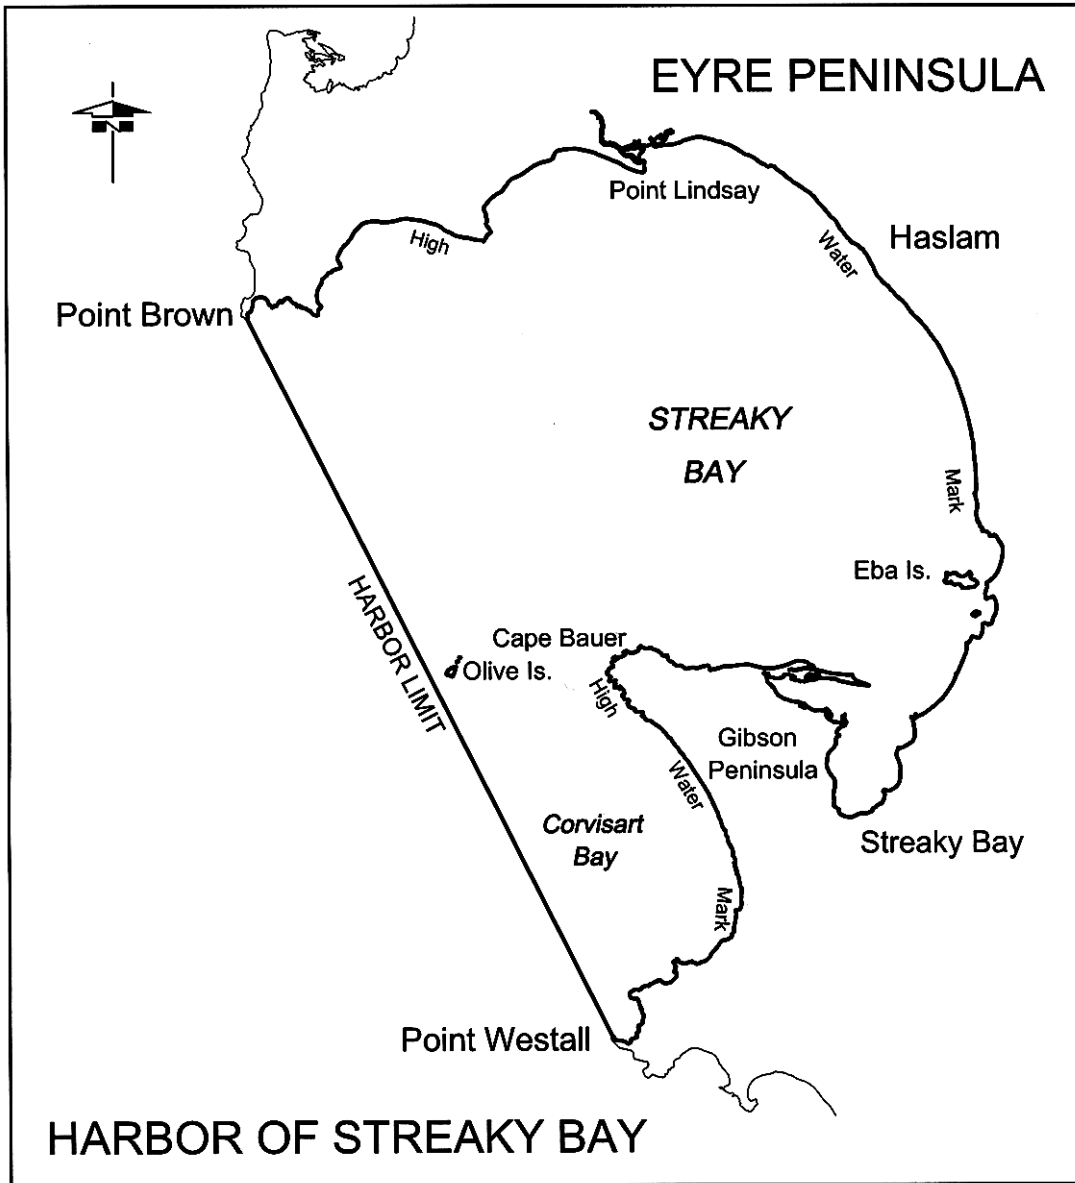 EYRE PENINSULA
N
Point Lindsay
High
Water
Haslam
Point Brown
STREAKY
BAY
Mark
Eba Is.
HARBOR LIMIT
Cape Bauer
Olive Is.
High
Gibson
Peninsula
Water
Corvisart
Bay
Streaky Bay
Mark
Point Westall
HARBOR OF STREAKY BAY